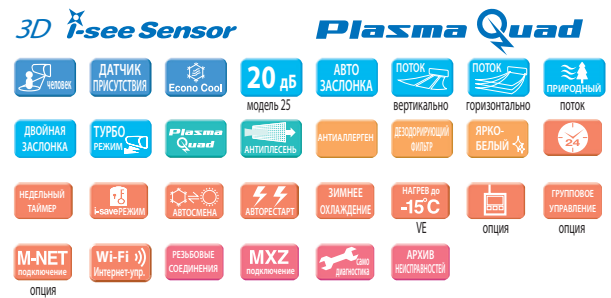 3D i-see Sensor
Plasma Quad
человек
ДАТЧИК
ПРИСУТСТВИЯ
Econo Cool
20 дБ
модель 25
АВТО
ЗАСЛОНКА
ПОТОК
вертикально
ПОТОК
горизонтально
ПРИРОДНЫЙ
поток
ДВОЙНАЯ
ЗАСЛОНКА
ТУРБО
РЕЖИМ
Plasma
Quad
АНТИПЛЕСЕНЬ
АНТИАЛЛЕРГЕН
ДЕЗОДОРИРУЮЩИЙ
ФИЛЬТР
ЯРКО-
БЕЛЫЙ
24
НЕДЕЛЬНЫЙ
ТАЙМЕР
i-saveРЕЖИМ
АВТОСМЕНА
АВТОРЕСТАРТ
ЗИМНЕЕ
ОХЛАЖДЕНИЕ
НАГРЕВ до
-15°C
VE
опция
ГРУППОВОЕ
УПРАВЛЕНИЕ
опция
M-NET
подключение
опция
Wi-Fi
Интернет-упр.
РЕЗЬБОВЫЕ
СОЕДИНЕНИЯ
MXZ
подключение
само
диагностика
АРХИВ
НЕИСПРАВНОСТЕЙ